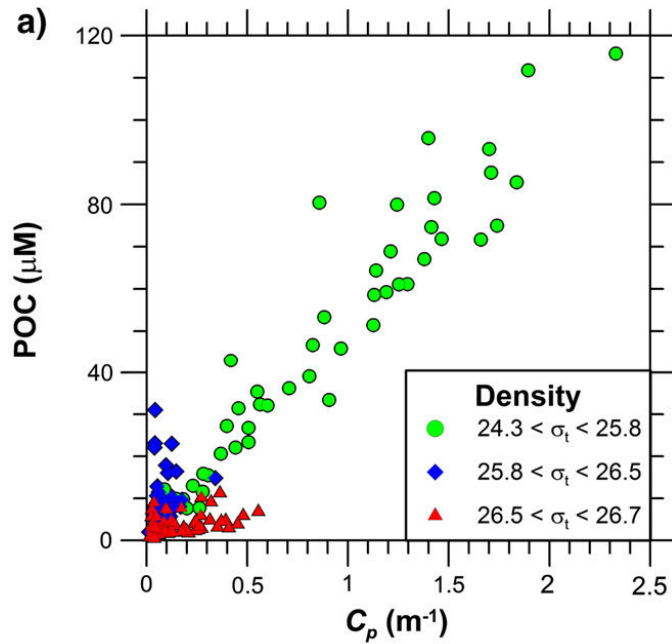 a)
120
80
40
0
POC (μM)
Density
24.3 < σt < 25.8
25.8 < σt < 26.5
26.5 < σt < 26.7
0 0.5 1 1.5 2 2.5
Cp (m⁻¹)